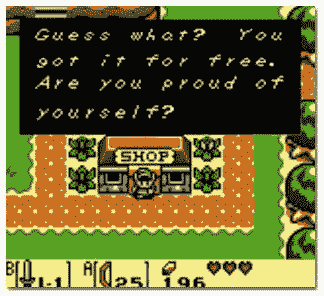 Guess what? You
got it for free.
Are you proud of
yourself?
SHOP
B L-1 A 25 196